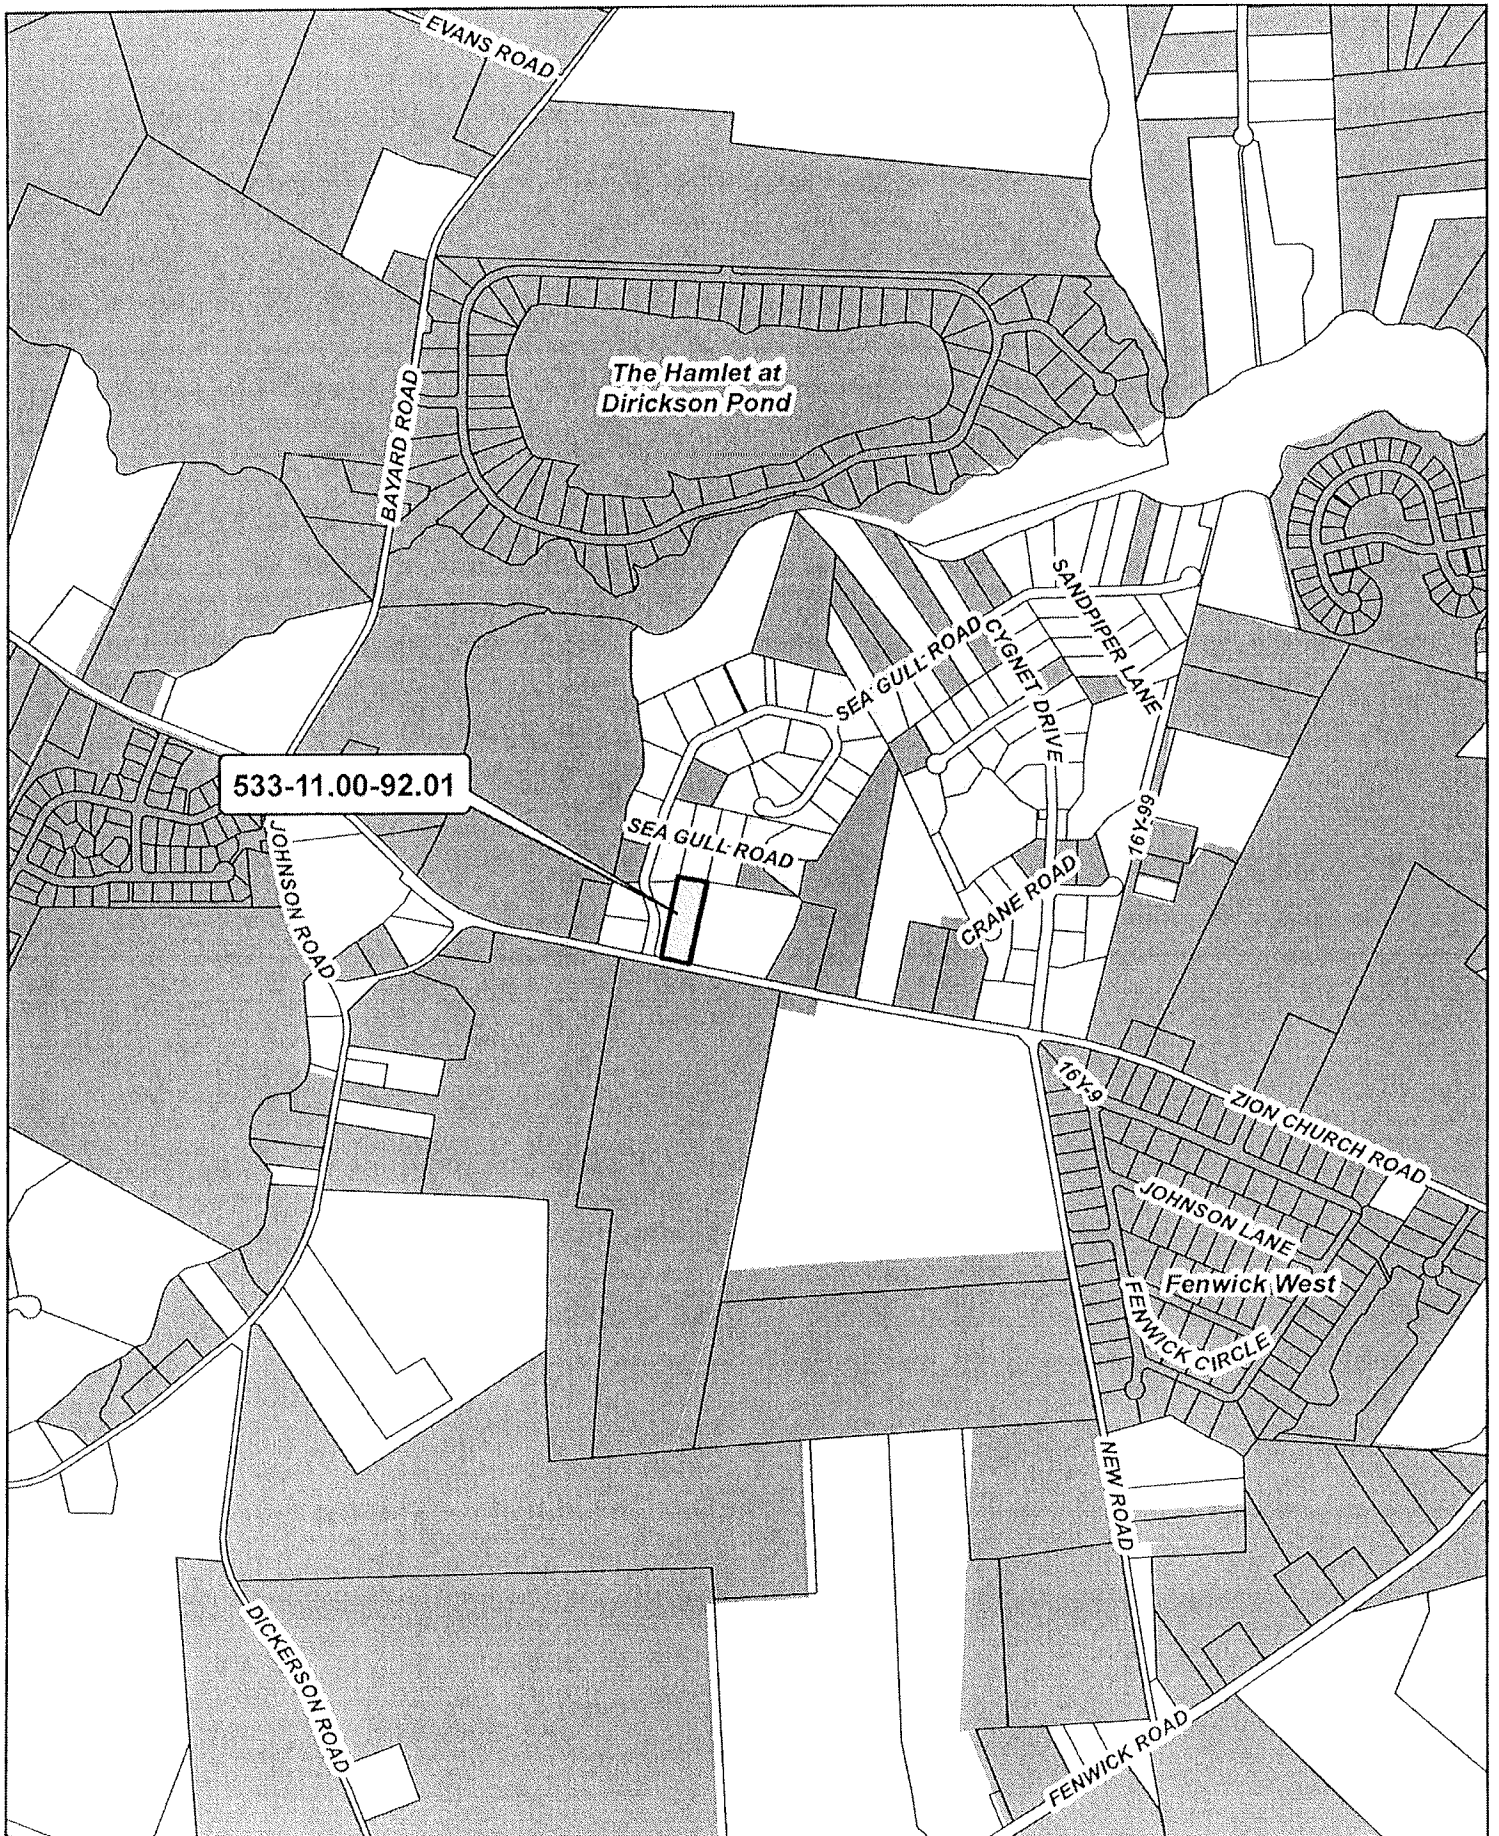 EVANS ROAD
The Hamlet at
Dirickson Pond
BAYARD ROAD
SANDPIPER LANE
SEA GULL ROAD
CYGNET DRIVE
533-11.00-92.01
16Y-99
SEA GULL ROAD
JOHNSON ROAD
CRANE ROAD
16Y-9
ZION CHURCH ROAD
JOHNSON LANE
Fenwick West
FENWICK CIRCLE
NEW ROAD
DICKERSON ROAD
FENWICK ROAD